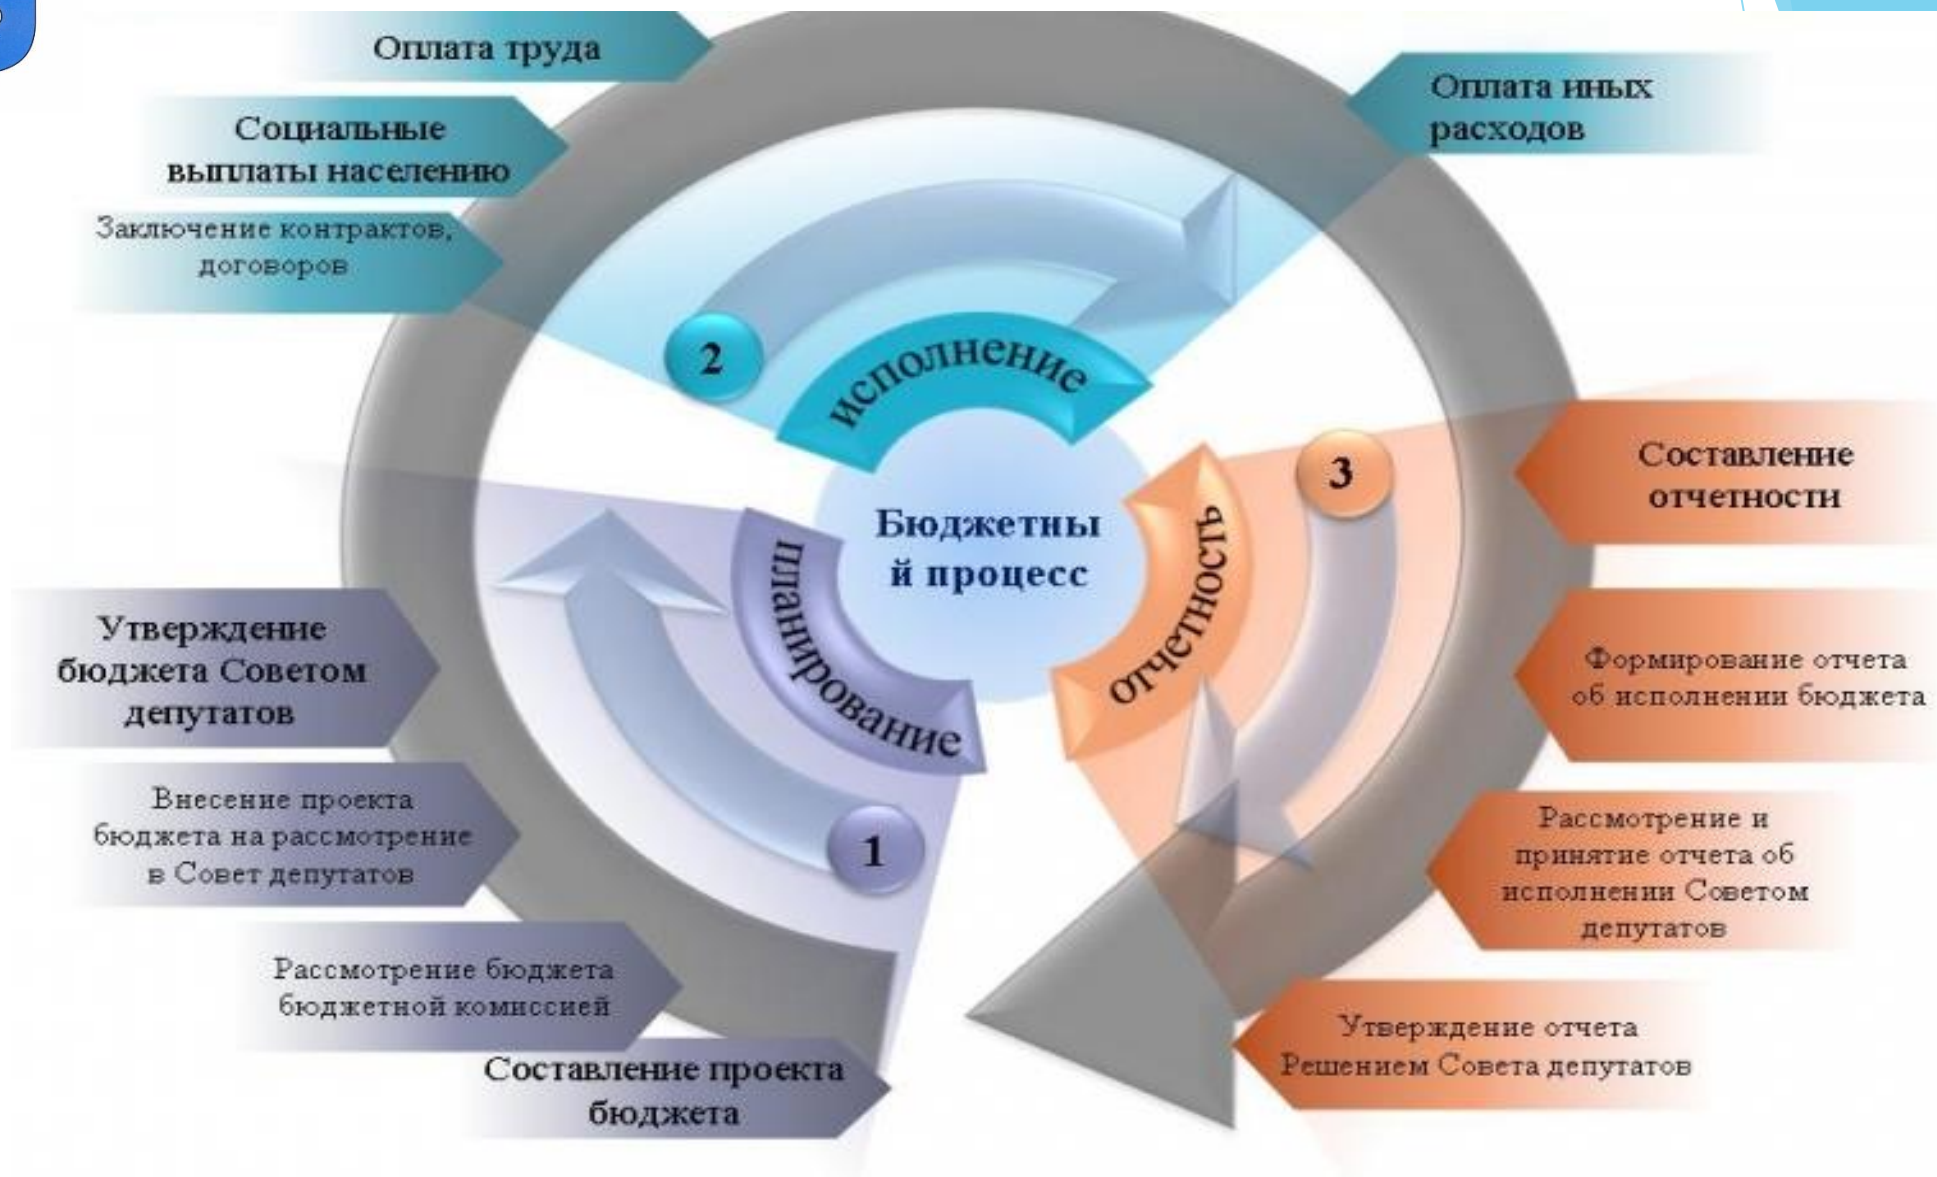 Оплата труда
Социальные
выплаты населению
Заключение контрактов,
договоров
Оплата иных
расходов
2
исполнение
3
отчетность
Бюджетны
й процесс
планирование
1
Составление
отчетности
Формирование отчета
об исполнении бюджета
Рассмотрение и
принятие отчета об
исполнении Советом
депутатов
Утверждение отчета
Решением Совета депутатов
Утверждение
бюджета Советом
депутатов
Внесение проекта
бюджета на рассмотрение
в Совет депутатов
Рассмотрение бюджета
бюджетной комиссией
Составление проекта
бюджета